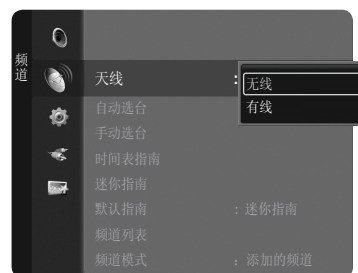 频道
天线 : 无线
有线
自动选台
手动选台
时间表指南
迷你指南
默认指南 : 迷你指南
频道列表
频道模式 : 添加的频道